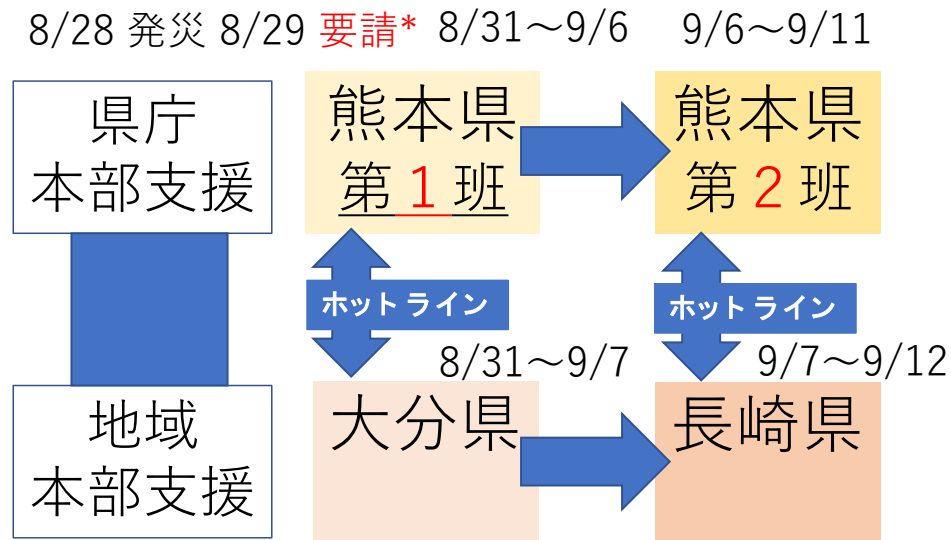 8/28 発災 8/29 要請* 8/31～9/6 9/6～9/11
県庁
本部支援
熊本県
第1班
熊本県
第2班
ホットライン
ホットライン
8/31～9/7
9/7～9/12
地域
本部支援
大分県
長崎県